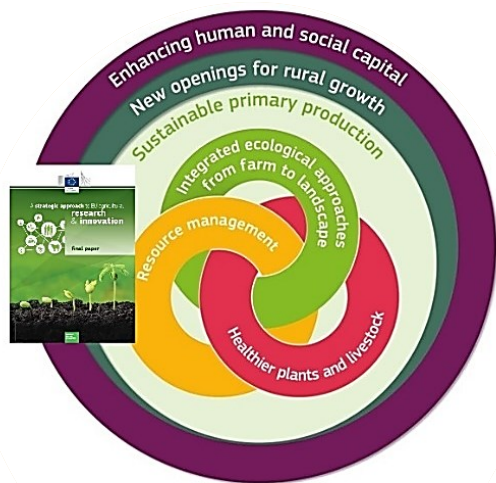 Enhancing human and social capital
New openings for rural growth
Sustainable primary production
Integrated ecological approaches
from farm to landscape
Resource management
Healthier plants and livestock
A strategic approach to EU agricultural
research
& innovation
final paper